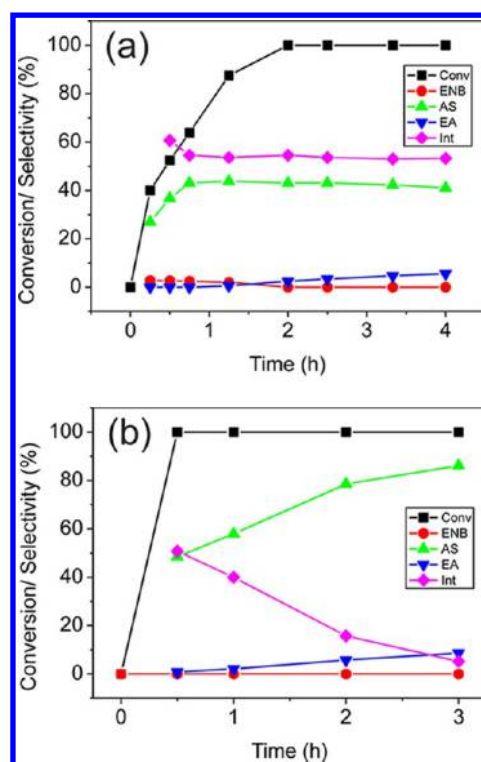 (a)
Conversion/ Selectivity (%)
100
80
60
40
20
0
Conv
ENB
AS
EA
Int
0 1 2 3 4
Time (h)
(b)
Conversion/ Selectivity (%)
100
80
60
40
20
0
Conv
ENB
AS
EA
Int
0 1 2 3
Time (h)